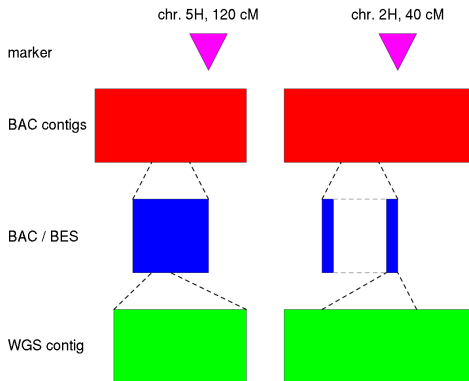 chr. 5H, 120 cM
chr. 2H, 40 cM
marker
BAC contigs
BAC / BES
WGS contig